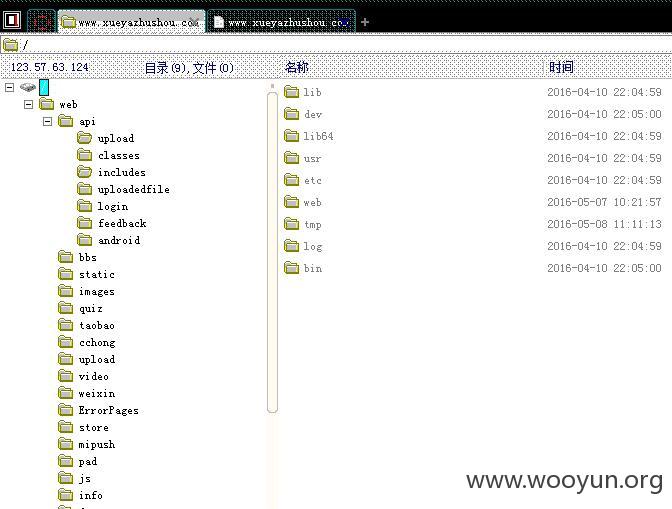 www.xueyazhushou.com www.xueyazhushou.com
/
123.57.63.124 目录(9),文件(0) 名称 时间
lib 2016-04-10 22:04:59
web dev 2016-04-10 22:05:00
api lib64 2016-04-10 22:04:59
upload usr 2016-04-10 22:04:59
classes
includes etc 2016-04-10 22:04:59
uploadedfile web 2016-05-07 10:21:57
login
feedback tmp 2016-05-08 11:11:13
android log 2016-04-10 22:04:59
bbs bin 2016-04-10 22:05:00
static
images
quiz
taobao
cchong
upload
video
weixin
ErrorPages
store
mipush
pad
js
info
www.wooyun.org